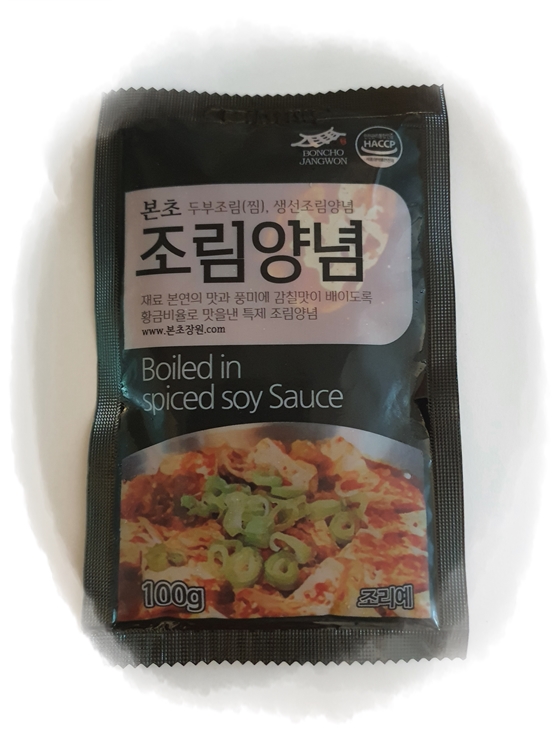 BONCHO
JANGWON
HACCP
본초 두부조림(찜), 생선조림양념
조림양념
재료 본연의 맛과 풍미에 감칠맛이 배이도록
황금비율로 맛을낸 특제 조림양념
www.본초장원.com
Boiled in
spiced soy Sauce
100g 조리예